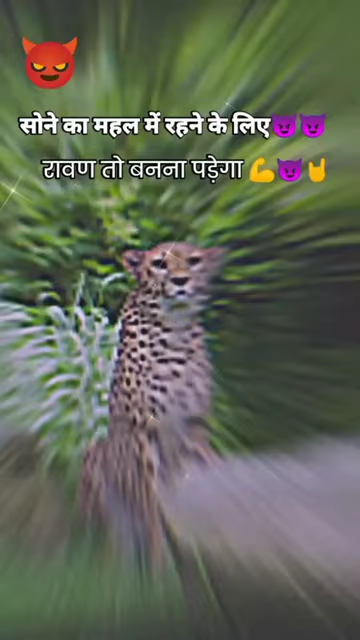 सोने का महल में रहने के लिए😈😈
रावण तो बनना पड़ेगा 💪😈🤘